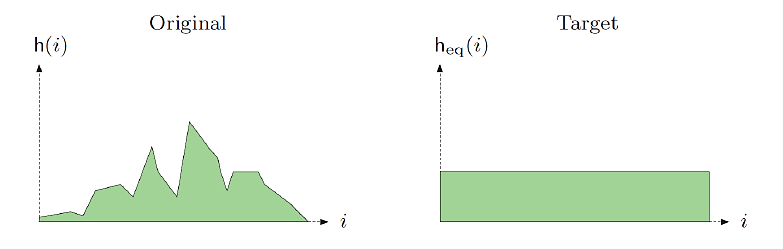 Original
h(i)
i
Target
h_eq(i)
i